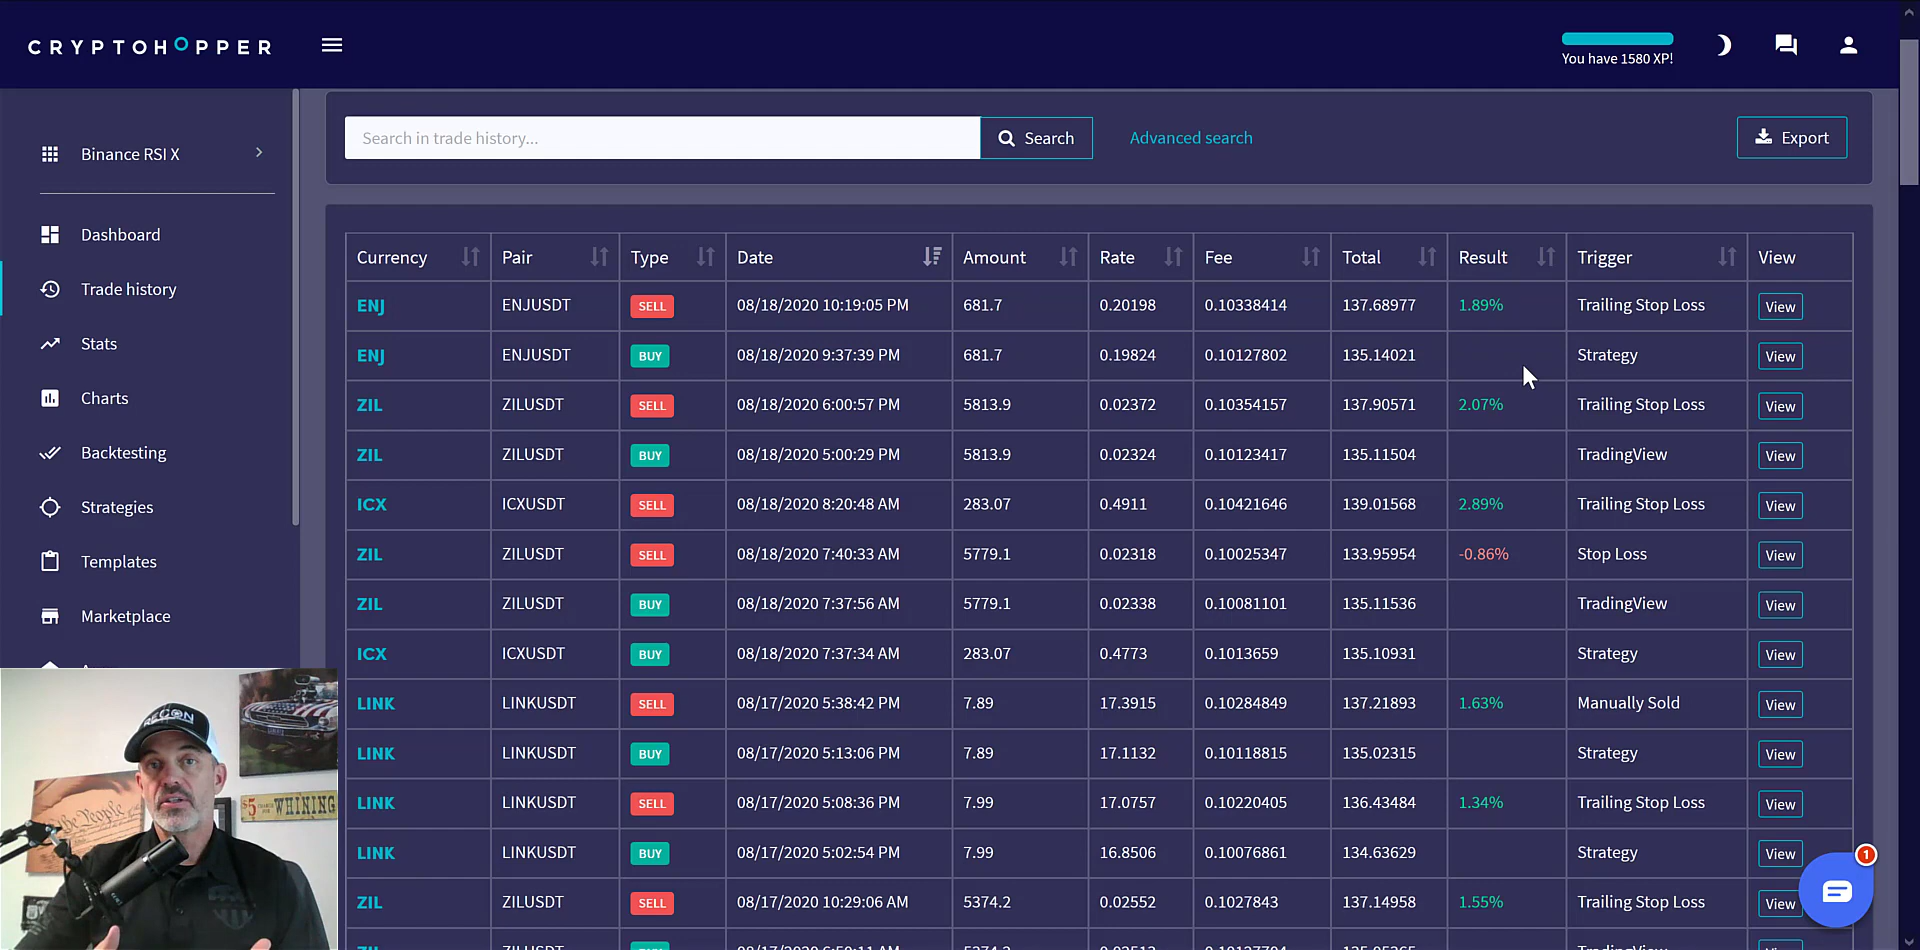 CRYPTOHOPPER
You have 1580 XP!
Binance RSI X
Dashboard
Trade history
Stats
Charts
Backtesting
Strategies
Templates
Marketplace
Search in trade history...
Search
Advanced search
Export
Currency Pair Type Date Amount Rate Fee Total Result Trigger View
ENJ ENJUSDT SELL 08/18/2020 10:19:05 PM 681.7 0.20198 0.10338414 137.68977 1.89% Trailing Stop Loss View
ENJ ENJUSDT BUY 08/18/2020 9:37:39 PM 681.7 0.19824 0.10127802 135.14021 Strategy View
ZIL ZILUSDT SELL 08/18/2020 6:00:57 PM 5813.9 0.02372 0.10354157 137.90571 2.07% Trailing Stop Loss View
ZIL ZILUSDT BUY 08/18/2020 5:00:29 PM 5813.9 0.02324 0.10123417 135.11504 TradingView View
ICX ICXUSDT SELL 08/18/2020 8:20:48 AM 283.07 0.4911 0.10421646 139.01568 2.89% Trailing Stop Loss View
ZIL ZILUSDT SELL 08/18/2020 7:40:33 AM 5779.1 0.02318 0.10025347 133.95954 -0.86% Stop Loss View
ZIL ZILUSDT BUY 08/18/2020 7:37:56 AM 5779.1 0.02338 0.10081101 135.11536 TradingView View
ICX ICXUSDT BUY 08/18/2020 7:37:34 AM 283.07 0.4773 0.1013659 135.10931 Strategy View
LINK LINKUSDT SELL 08/17/2020 5:38:42 PM 7.89 17.3915 0.10284849 137.21893 1.63% Manually Sold View
LINK LINKUSDT BUY 08/17/2020 5:13:06 PM 7.89 17.1132 0.10118815 135.02315 Strategy View
LINK LINKUSDT SELL 08/17/2020 5:08:36 PM 7.99 17.0757 0.10220405 136.43484 1.34% Trailing Stop Loss View
LINK LINKUSDT BUY 08/17/2020 5:02:54 PM 7.99 16.8506 0.10076861 134.63629 Strategy View
ZIL ZILUSDT SELL 08/17/2020 10:29:06 AM 5374.2 0.02552 0.1027843 137.14958 1.55% Trailing Stop Loss View
1
RECON
We the People
$5 WHINING